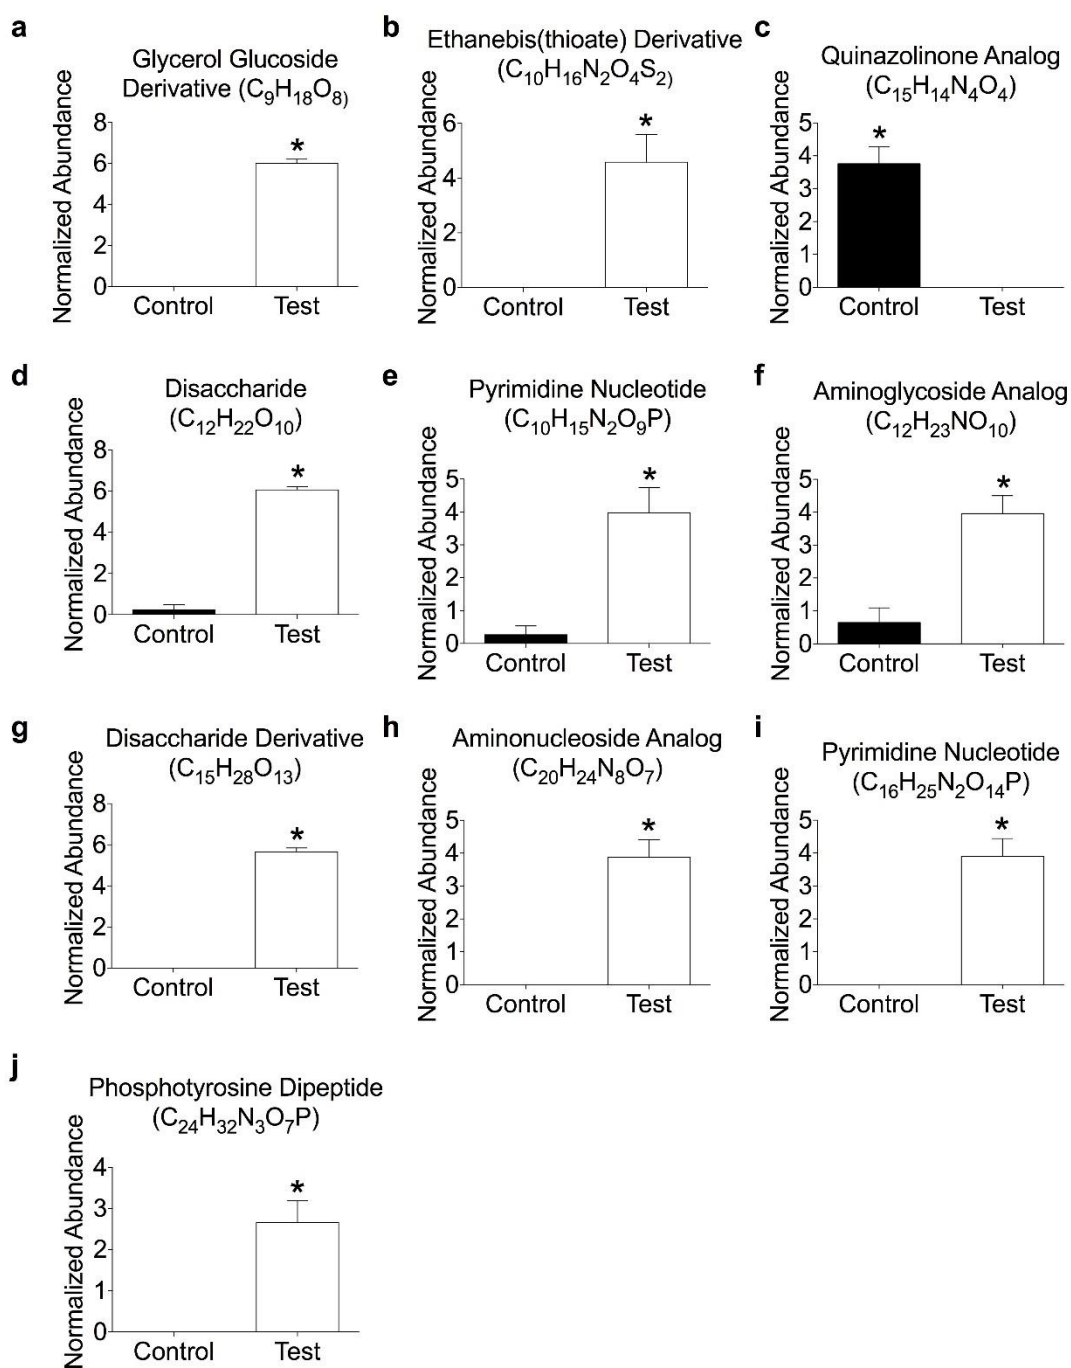 a
Glycerol Glucoside
Derivative (C₉H₁₈O₈)
Normalized Abundance
8
6
4
2
0
*
Control Test
b
Ethanebis(thioate) Derivative
(C₁₀H₁₆N₂O₄S₂)
Normalized Abundance
6
4
2
0
*
Control Test
c
Quinazolinone Analog
(C₁₅H₁₄N₄O₄)
Normalized Abundance
5
4
3
2
1
0
*
Control Test
d
Disaccharide
(C₁₂H₂₂O₁₀)
Normalized Abundance
8
6
4
2
0
*
Control Test
e
Pyrimidine Nucleotide
(C₁₀H₁₅N₂O₉P)
Normalized Abundance
5
4
3
2
1
0
*
Control Test
f
Aminoglycoside Analog
(C₁₂H₂₃NO₁₀)
Normalized Abundance
5
4
3
2
1
0
*
Control Test
g
Disaccharide Derivative
(C₁₅H₂₈O₁₃)
Normalized Abundance
8
6
4
2
0
*
Control Test
h
Aminonucleoside Analog
(C₂₀H₂₄N₈O₇)
Normalized Abundance
5
4
3
2
1
0
*
Control Test
i
Pyrimidine Nucleotide
(C₁₆H₂₅N₂O₁₄P)
Normalized Abundance
5
4
3
2
1
0
*
Control Test
j
Phosphotyrosine Dipeptide
(C₂₄H₃₂N₃O₇P)
Normalized Abundance
4
3
2
1
0
*
Control Test